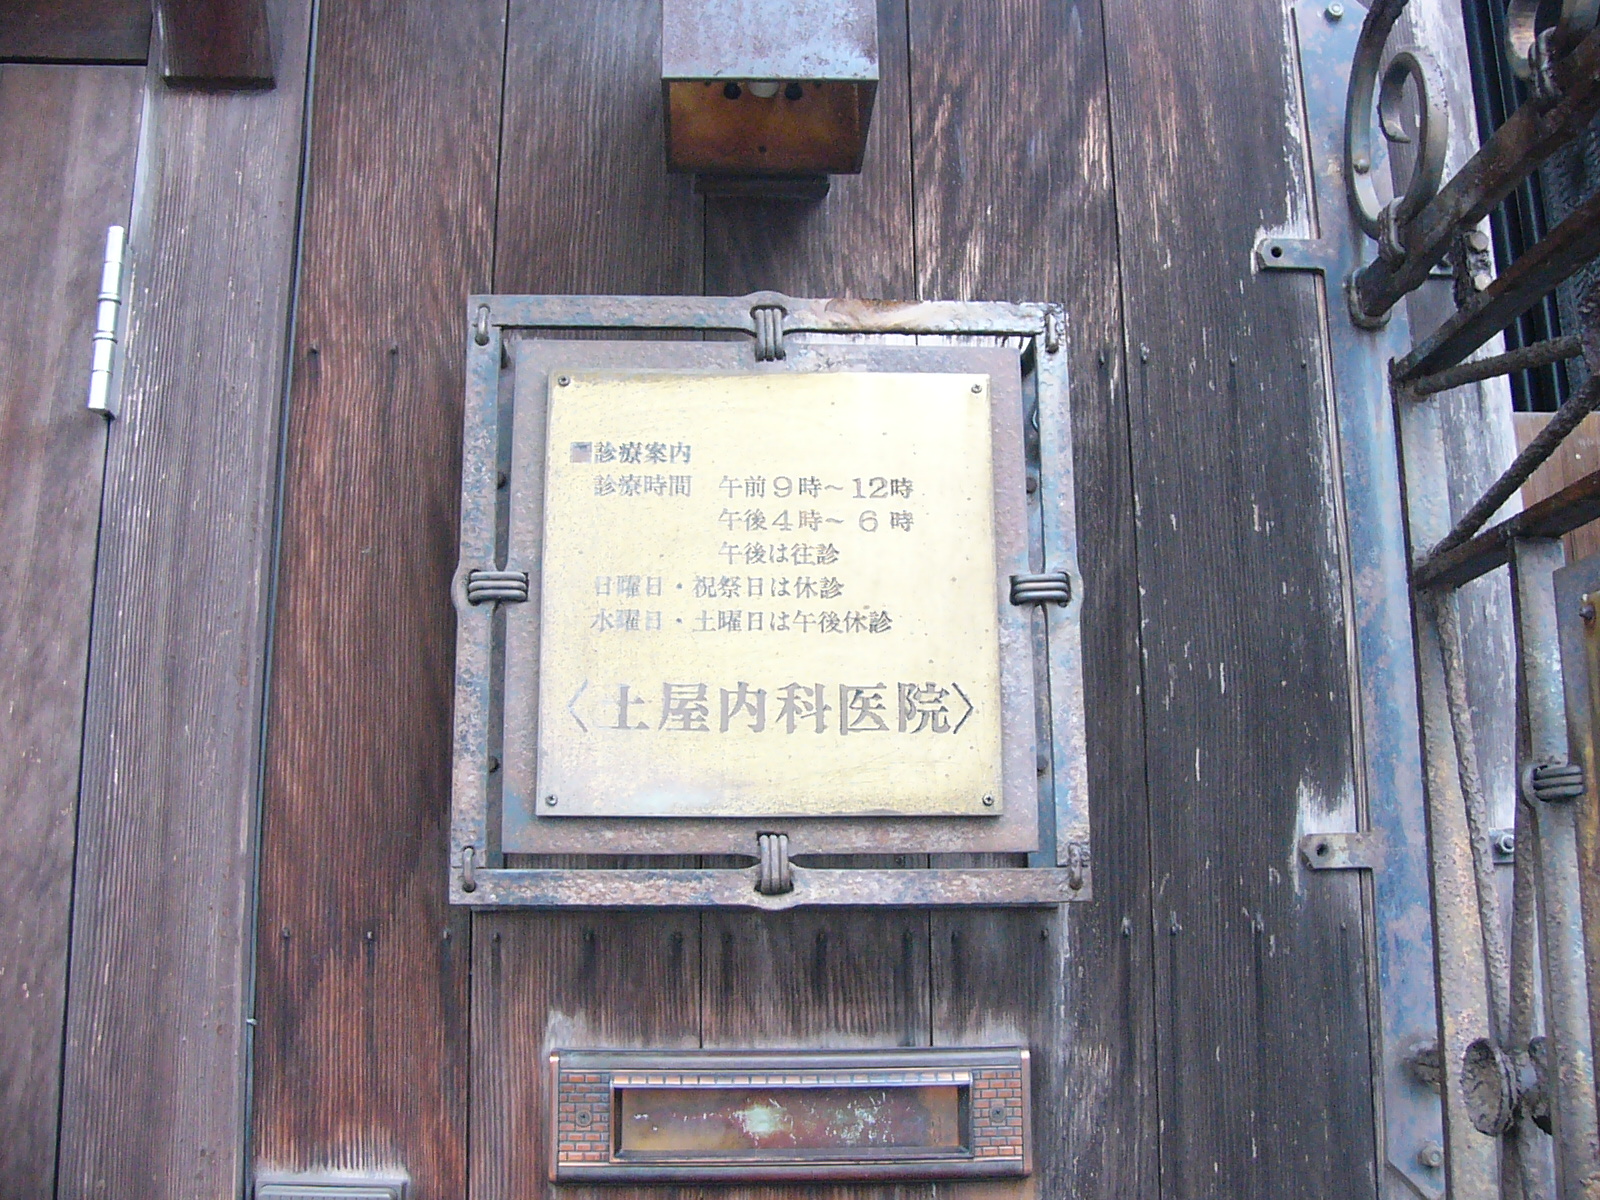 ■診療案内
診療時間 午前9時～12時
午後4時～6時
午後は往診
日曜日・祝祭日は休診
水曜日・土曜日は午後休診
〈土屋内科医院〉